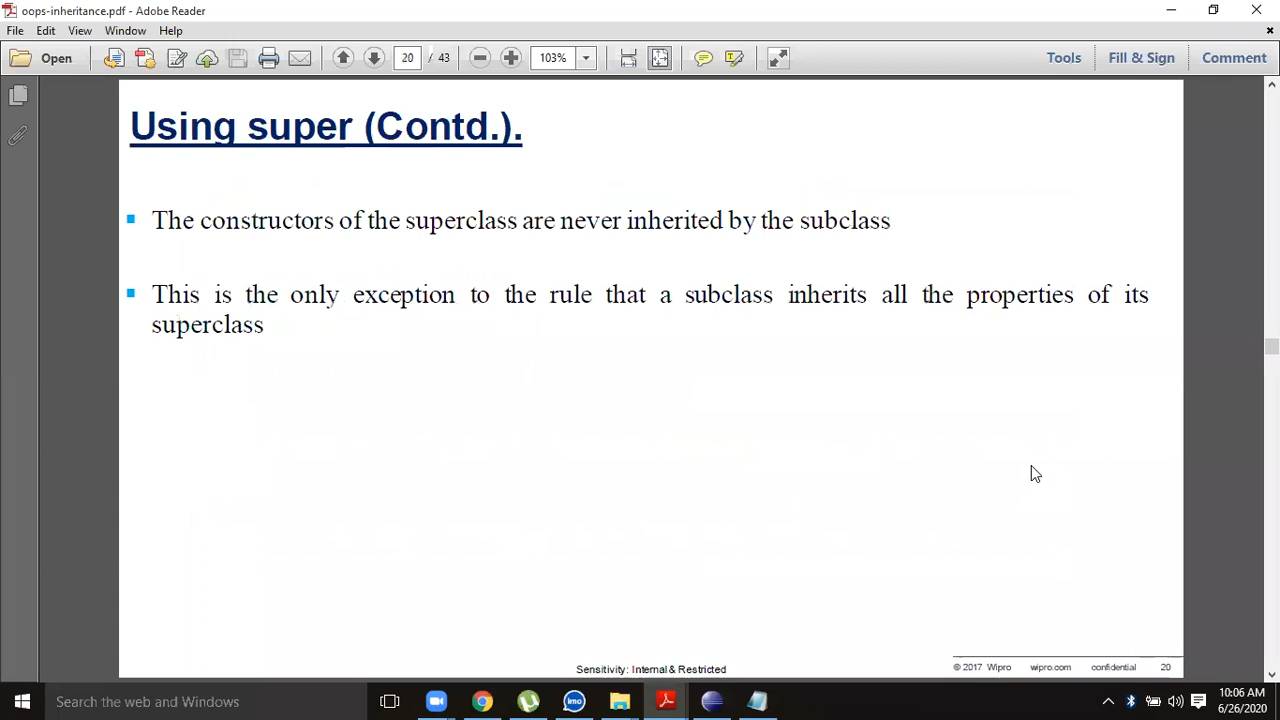 oops-inheritance.pdf - Adobe Reader
File Edit View Window Help
Open 20 / 43 103% Tools Fill & Sign Comment
Using super (Contd.).
The constructors of the superclass are never inherited by the subclass
This is the only exception to the rule that a subclass inherits all the properties of its
superclass
Sensitivity: Internal & Restricted
© 2017 Wipro wipro.com confidential 20
Search the web and Windows
imo
10:06 AM
6/26/2020